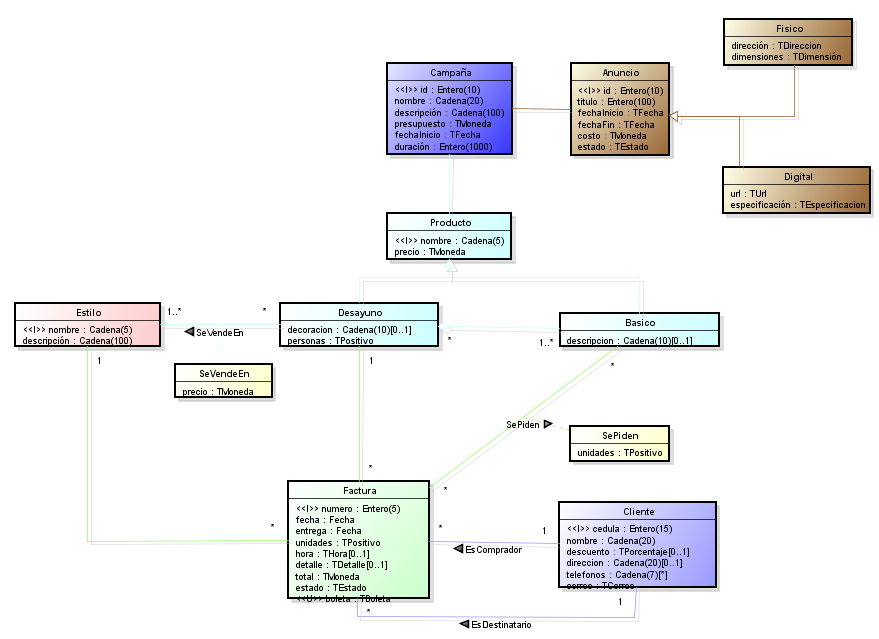 Fisico
dirección : TDireccion
dimensiones : TDimensión
Campaña
<<I>> id : Entero(10)
nombre : Cadena(20)
descripción : Cadena(100)
presupuesto : TMoneda
fechaInicio : TFecha
duración : Entero(1000)
Anuncio
<<I>> id : Entero(10)
titulo : Entero(100)
fechaInicio : TFecha
fechaFin : TFecha
costo : TMoneda
estado : TEstado
Digital
url : TUrl
especificación : TEspecificacion
Producto
<<I>> nombre : Cadena(5)
precio : TMoneda
Estilo
<<I>> nombre : Cadena(5)
descripción : Cadena(100)
1..*
*
SeVendeEn
Desayuno
decoracion : Cadena(10)[0..1]
personas : TPositivo
*
1..*
Basico
descripcion : Cadena(10)[0..1]
1
SeVendeEn
precio : TMoneda
1
*
SePiden
SePiden
unidades : TPositivo
*
*
*
Factura
<<I>> numero : Entero(5)
fecha : Fecha
entrega : Fecha
unidades : TPositivo
hora : THora[0..1]
detalle : TDetalle[0..1]
total : TMoneda
estado : TEstado
<<U>> boleta : TBoleta
*
1
EsComprador
Cliente
<<I>> cedula : Entero(15)
nombre : Cadena(20)
descuento : TPorcentaje[0..1]
direccion : Cadena(20)[0..1]
telefonos : Cadena(7)[*]
correo : TCorreo
*
1
EsDestinatario